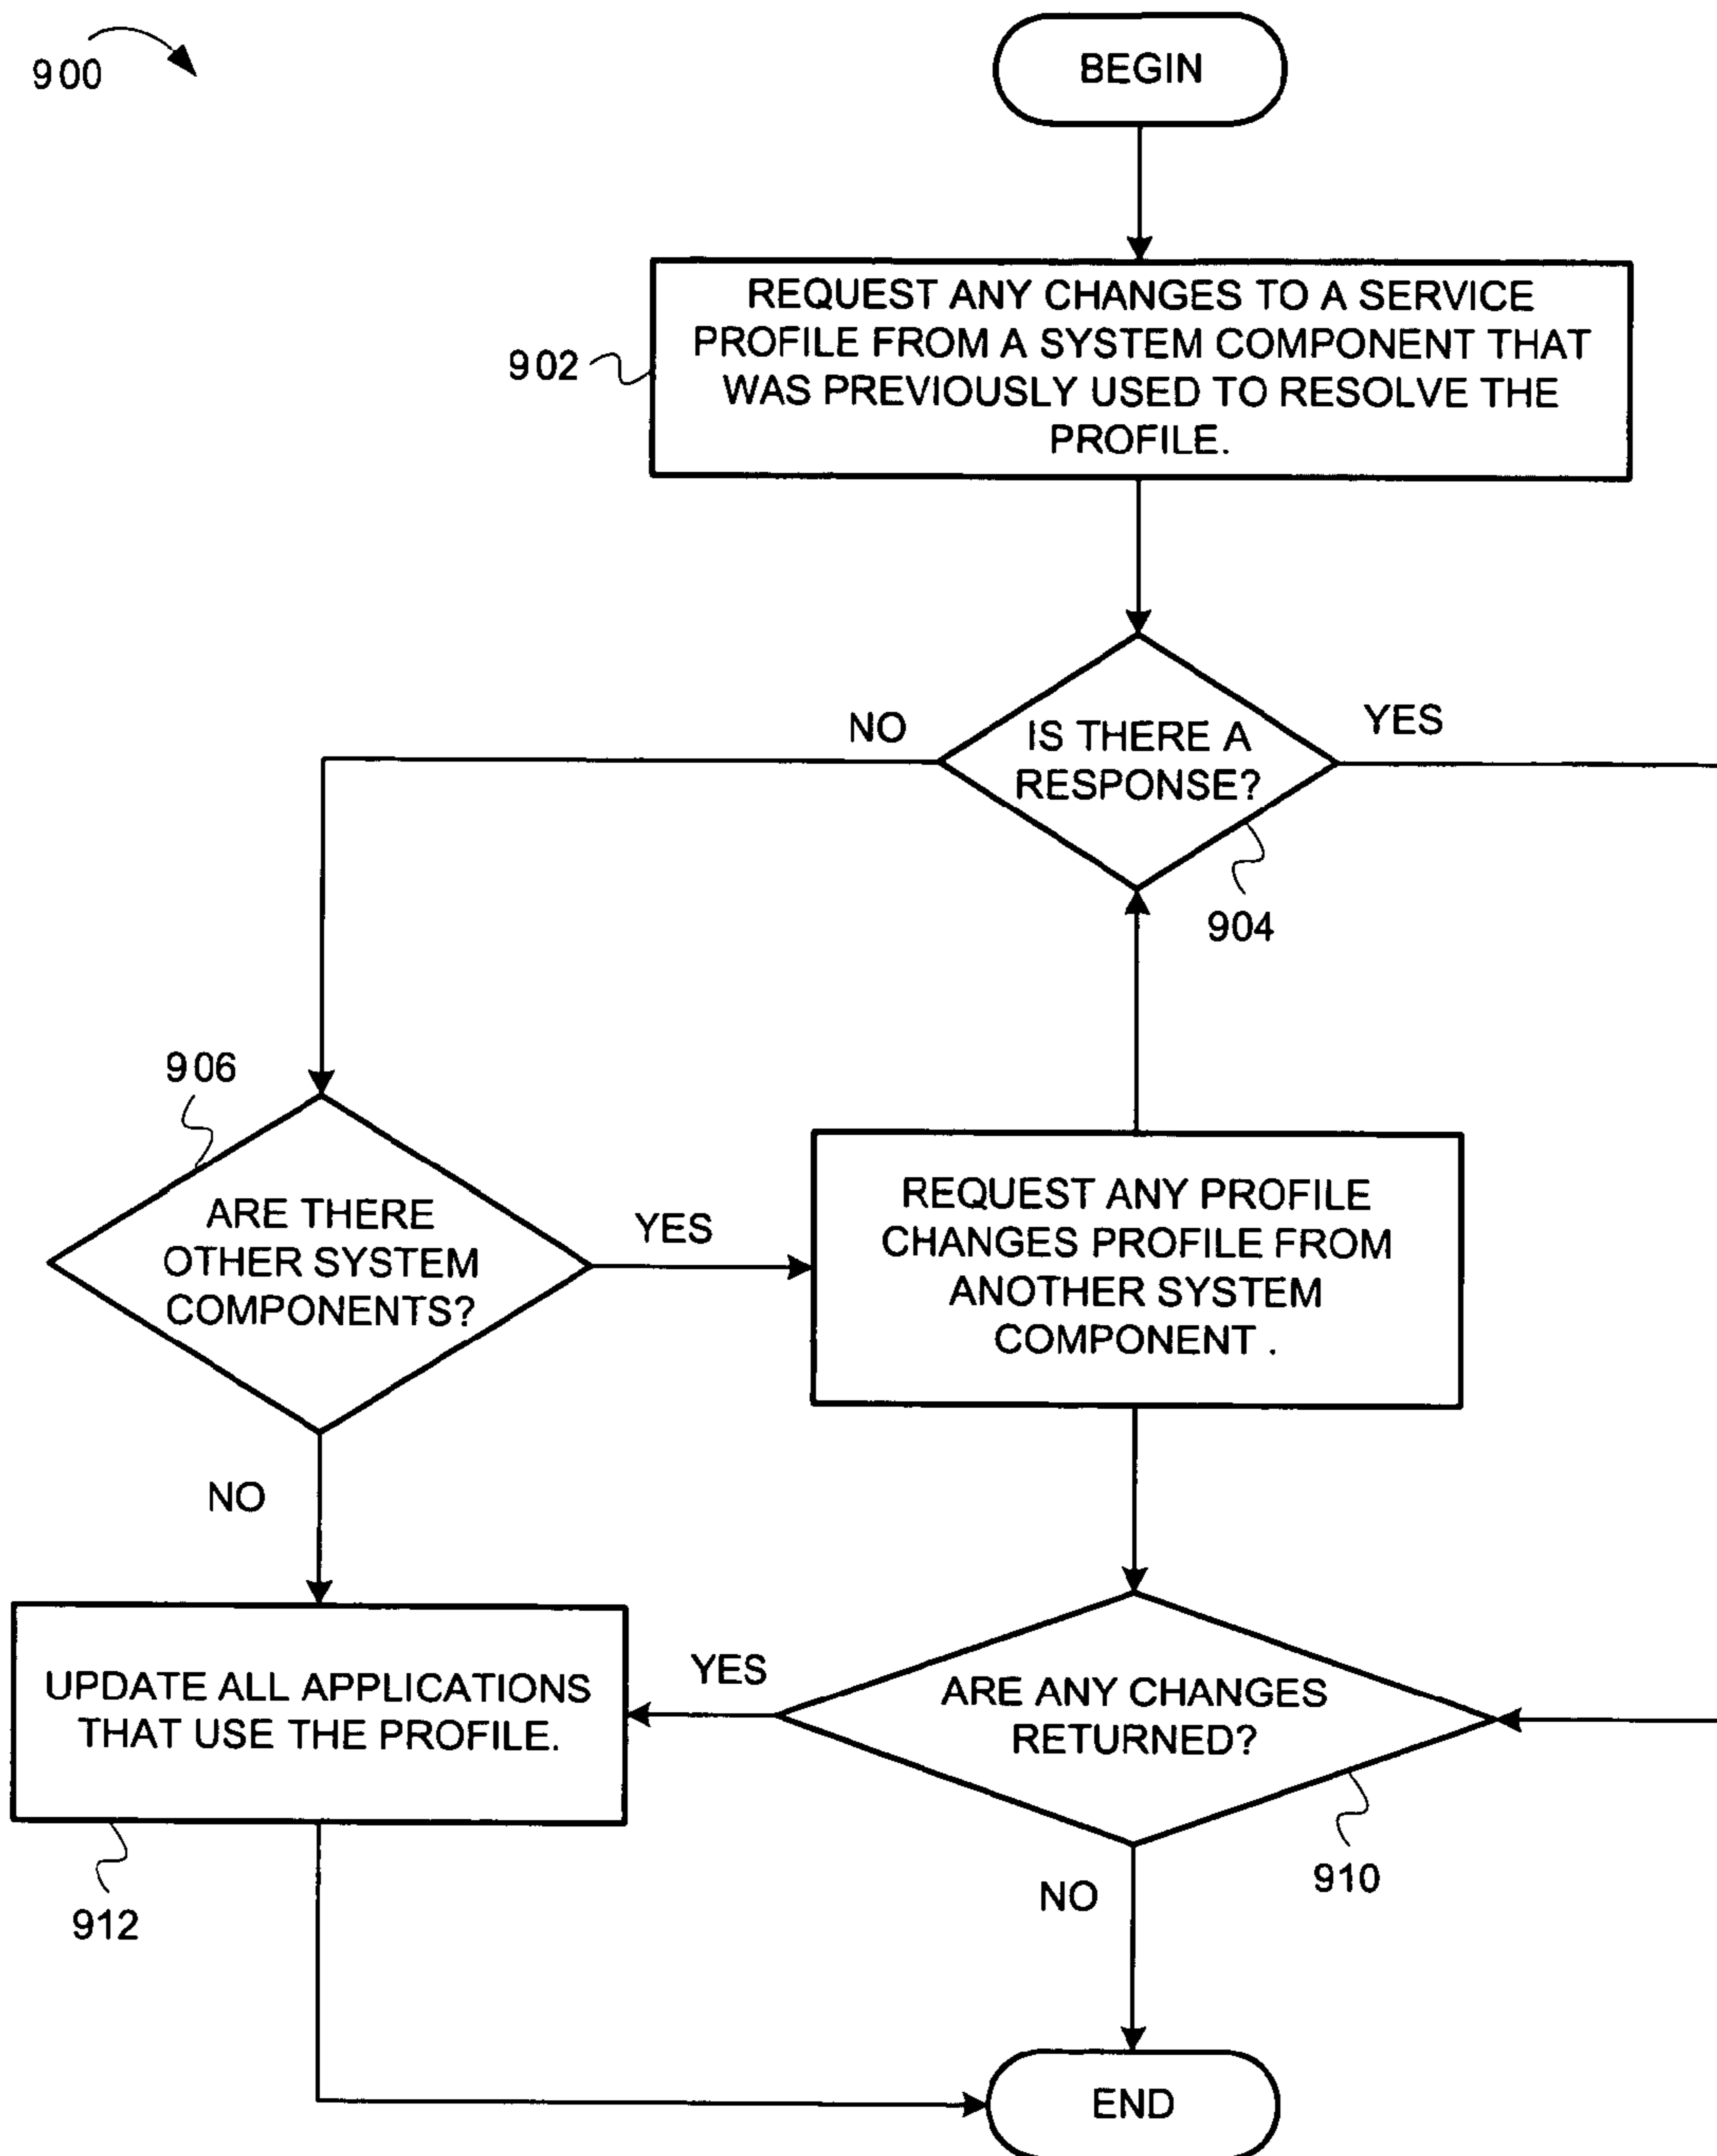 900
BEGIN
REQUEST ANY CHANGES TO A SERVICE
PROFILE FROM A SYSTEM COMPONENT THAT
WAS PREVIOUSLY USED TO RESOLVE THE
PROFILE.
902
NO
IS THERE A
RESPONSE?
YES
904
906
ARE THERE
OTHER SYSTEM
COMPONENTS?
YES
REQUEST ANY PROFILE
CHANGES PROFILE FROM
ANOTHER SYSTEM
COMPONENT .
NO
UPDATE ALL APPLICATIONS
THAT USE THE PROFILE.
YES
ARE ANY CHANGES
RETURNED?
912
NO
910
END